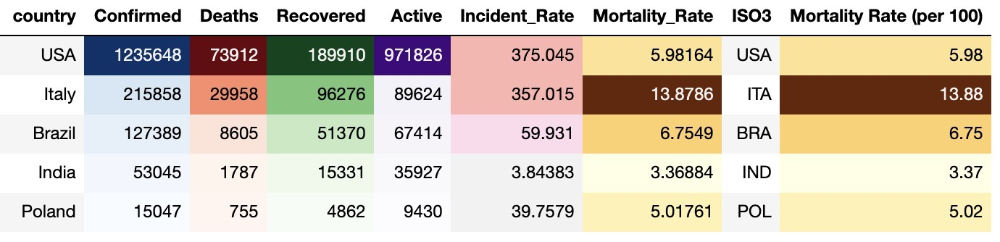 country Confirmed Deaths Recovered Active Incident_Rate Mortality_Rate ISO3 Mortality Rate (per 100)
USA 1235648 73912 189910 971826 375.045 5.98164 USA 5.98
Italy 215858 29958 96276 89624 357.015 13.8786 ITA 13.88
Brazil 127389 8605 51370 67414 59.931 6.7549 BRA 6.75
India 53045 1787 15331 35927 3.84383 3.36884 IND 3.37
Poland 15047 755 4862 9430 39.7579 5.01761 POL 5.02